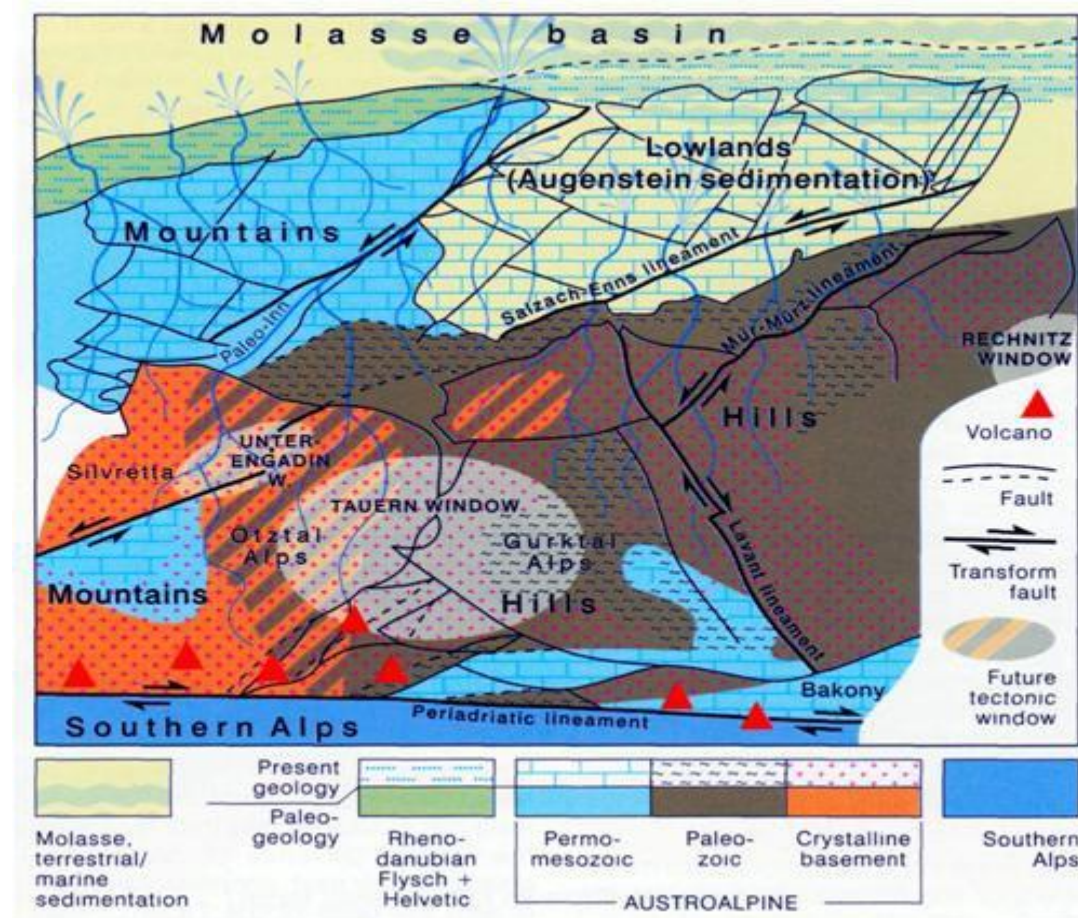 Molasse basin
Lowlands
(Augenstein sedimentation)
Mountains
Salzach-Enns lineament
Mur-Mürz lineament
Paleo-Inn
RECHNITZ
WINDOW
Hills
Volcano
UNTER-
ENGADIN
W.
Silvretta
Fault
TAUERN WINDOW
Ötztal
Alps
Gurktal
Alps
Lavant lineament
Transform
fault
Mountains
Hills
Future
tectonic
window
Bakony
Periadriatic lineament
Southern Alps
Present
geology
Paleo-
geology
Molasse,
terrestrial/
marine
sedimentation
Rheno-
danubian
Flysch +
Helvetic
Permo-
mesozoic
Paleo-
zoic
Crystalline
basement
AUSTROALPINE
Southern
Alps